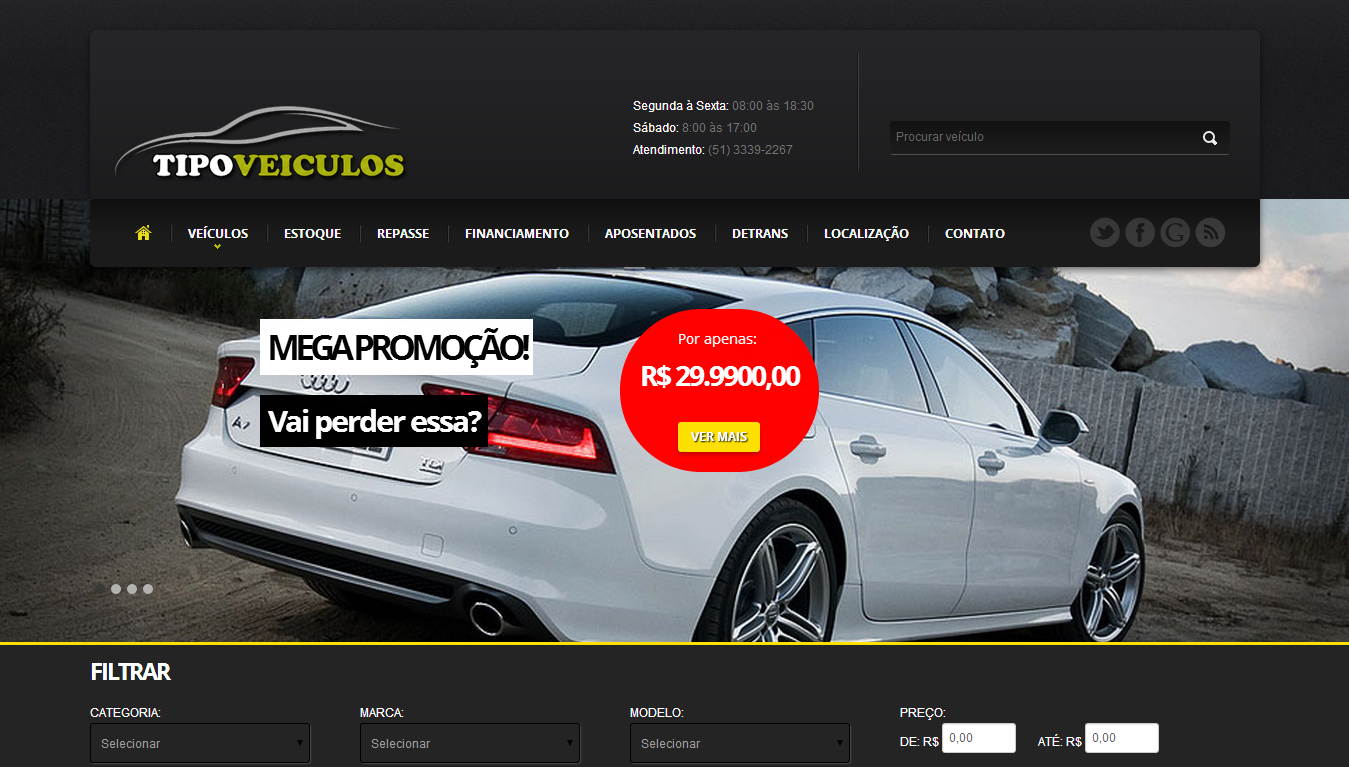 TIPOVEICULOS
Segunda à Sexta: 08:00 às 18:30
Sábado: 8:00 às 17:00
Atendimento: (51) 3339-2267
Procurar veículo
VEÍCULOS ESTOQUE REPASSE FINANCIAMENTO APOSENTADOS DETRANS LOCALIZAÇÃO CONTATO
MEGA PROMOÇÃO!
Vai perder essa?
Por apenas:
R$ 29.9900,00
VER MAIS
A7
TDI
FILTRAR
CATEGORIA: MARCA: MODELO: PREÇO:
Selecionar Selecionar Selecionar DE: R$ 0,00 ATÉ: R$ 0,00